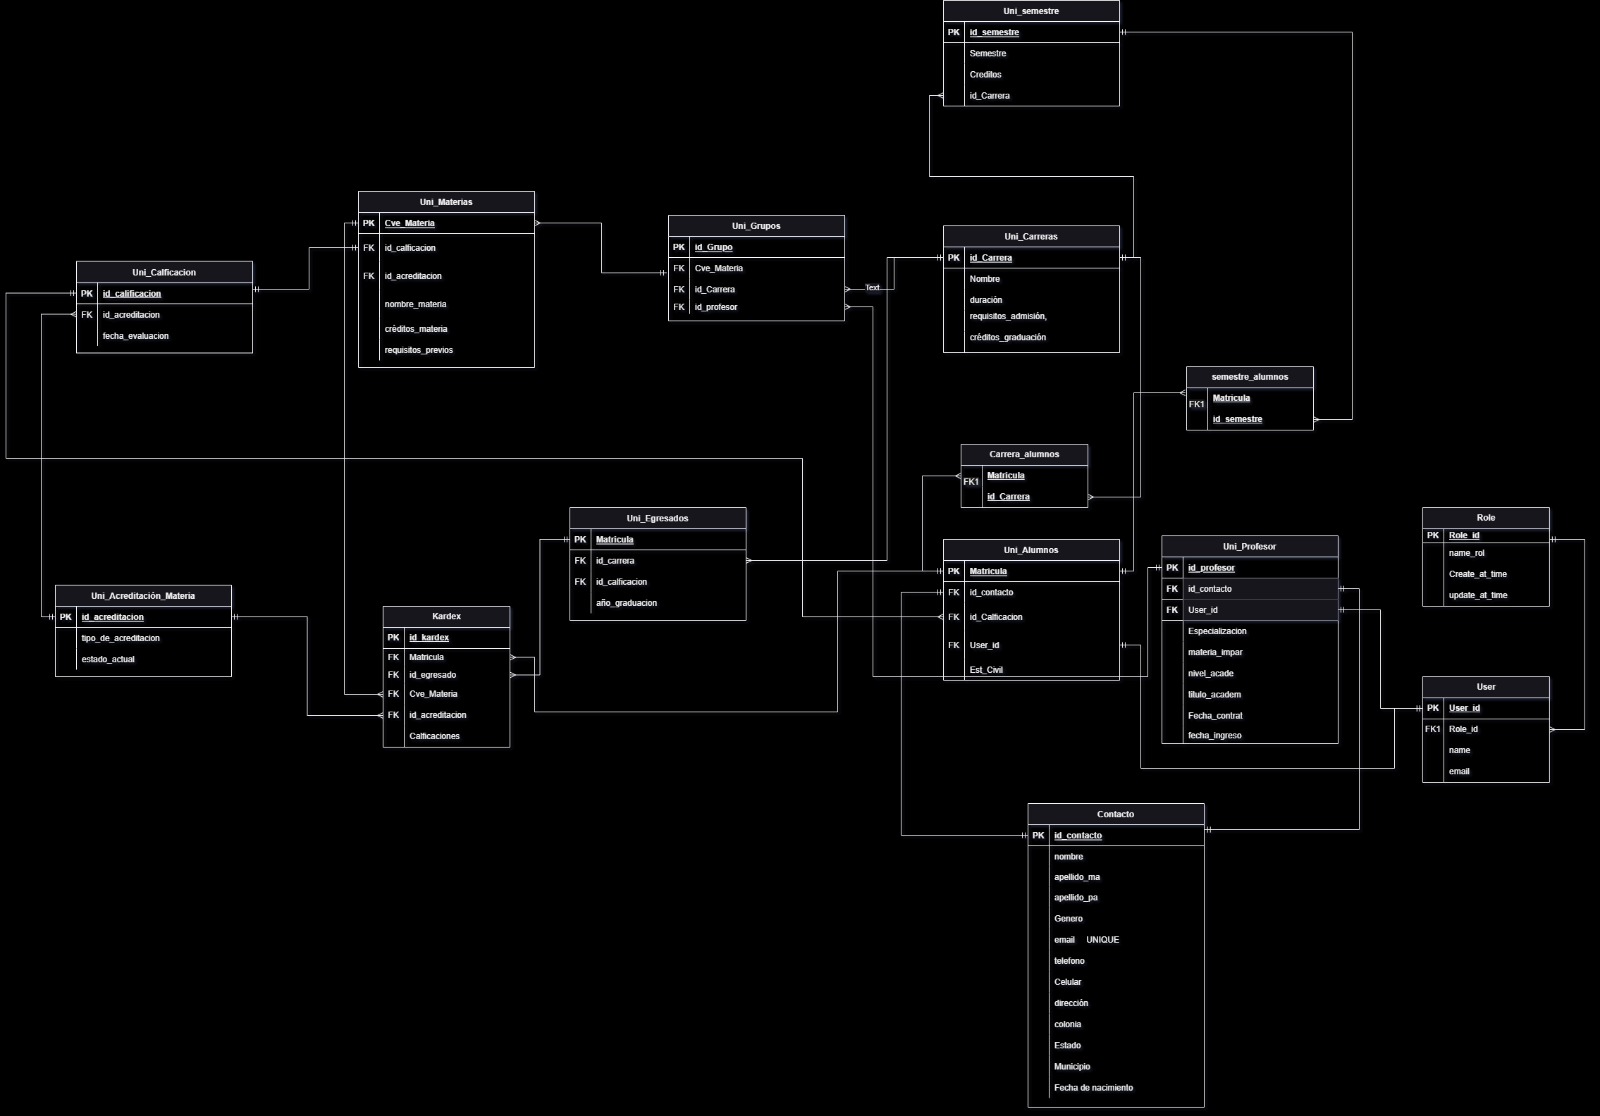 Uni_semestre
PK id_semestre
Semestre
Creditos
id_Carrera
Uni_Materias
PK Cve_Materia
FK id_calficacion
FK id_acreditacion
nombre_materia
créditos_materia
requisitos_previos
Uni_Grupos
PK id_Grupo
FK Cve_Materia
FK id_Carrera
FK id_profesor
Text
Uni_Carreras
PK id_Carrera
Nombre
duración
requisitos_admisión,
créditos_graduación
Uni_Calficacion
PK id_calificacion
FK id_acreditacion
fecha_evaluacion
semestre_alumnos
FK1 Matricula
id_semestre
Carrera_alumnos
FK1 Matricula
id_Carrera
Uni_Egresados
PK Matricula
FK id_carrera
FK id_calficacion
año_graduacion
Uni_Alumnos
PK Matricula
FK id_contacto
id_Calficacion
FK User_id
Est_Civil
Uni_Profesor
PK id_profesor
FK id_contacto
FK User_id
Especializacion
materia_impar
nivel_acade
titulo_academ
Fecha_contrat
fecha_ingreso
Role
PK Role_id
name_rol
Create_at_time
update_at_time
Uni_Acreditación_Materia
PK id_acreditacion
tipo_de_acreditacion
estado_actual
Kardex
PK id_kardex
FK Matricula
FK id_egresado
FK Cve_Materia
FK id_acreditacion
Calficaciones
User
PK User_id
FK1 Role_id
name
email
Contacto
PK id_contacto
nombre
apellido_ma
apellido_pa
Genero
email UNIQUE
telefono
Celular
dirección
colonia
Estado
Municipio
Fecha de nacimiento